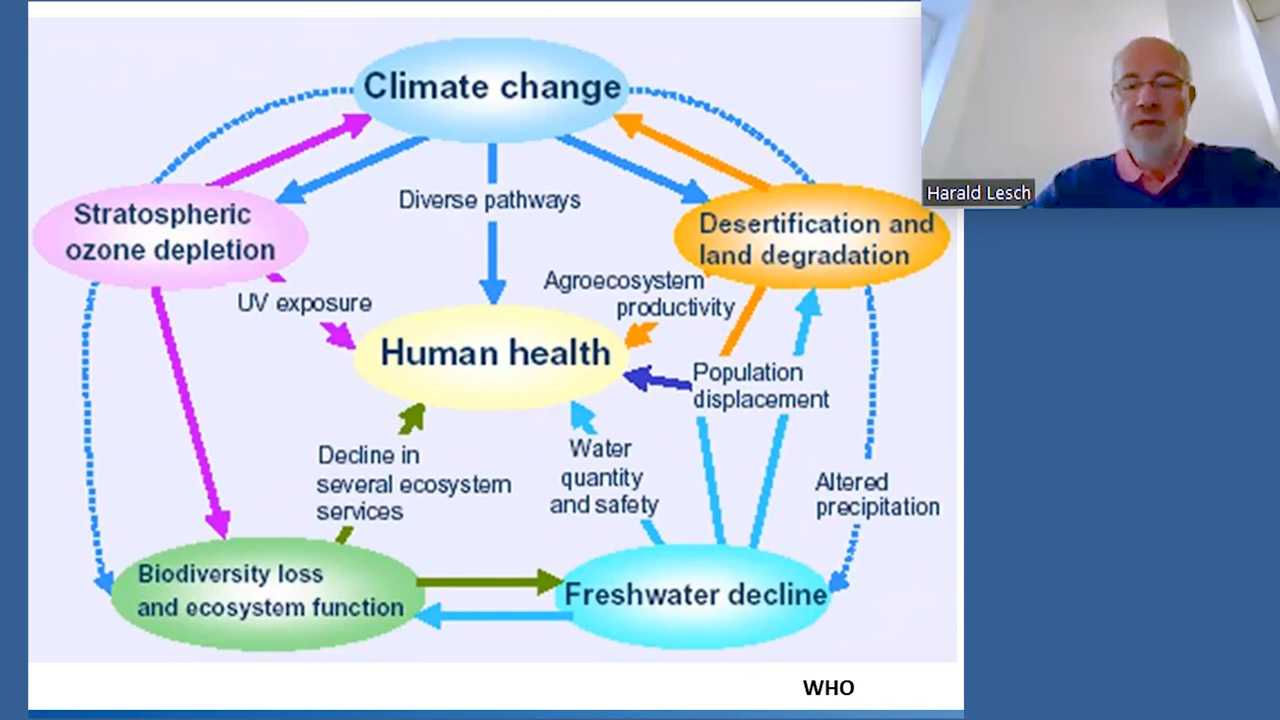 Climate change
Harald Lesch
Diverse pathways
Stratospheric
ozone depletion
Desertification and
land degradation
UV exposure
Agroecosystem
productivity
Human health
Population
displacement
Decline in
several ecosystem
services
Water
quantity
and safety
Altered
precipitation
Biodiversity loss
and ecosystem function
Freshwater decline
WHO